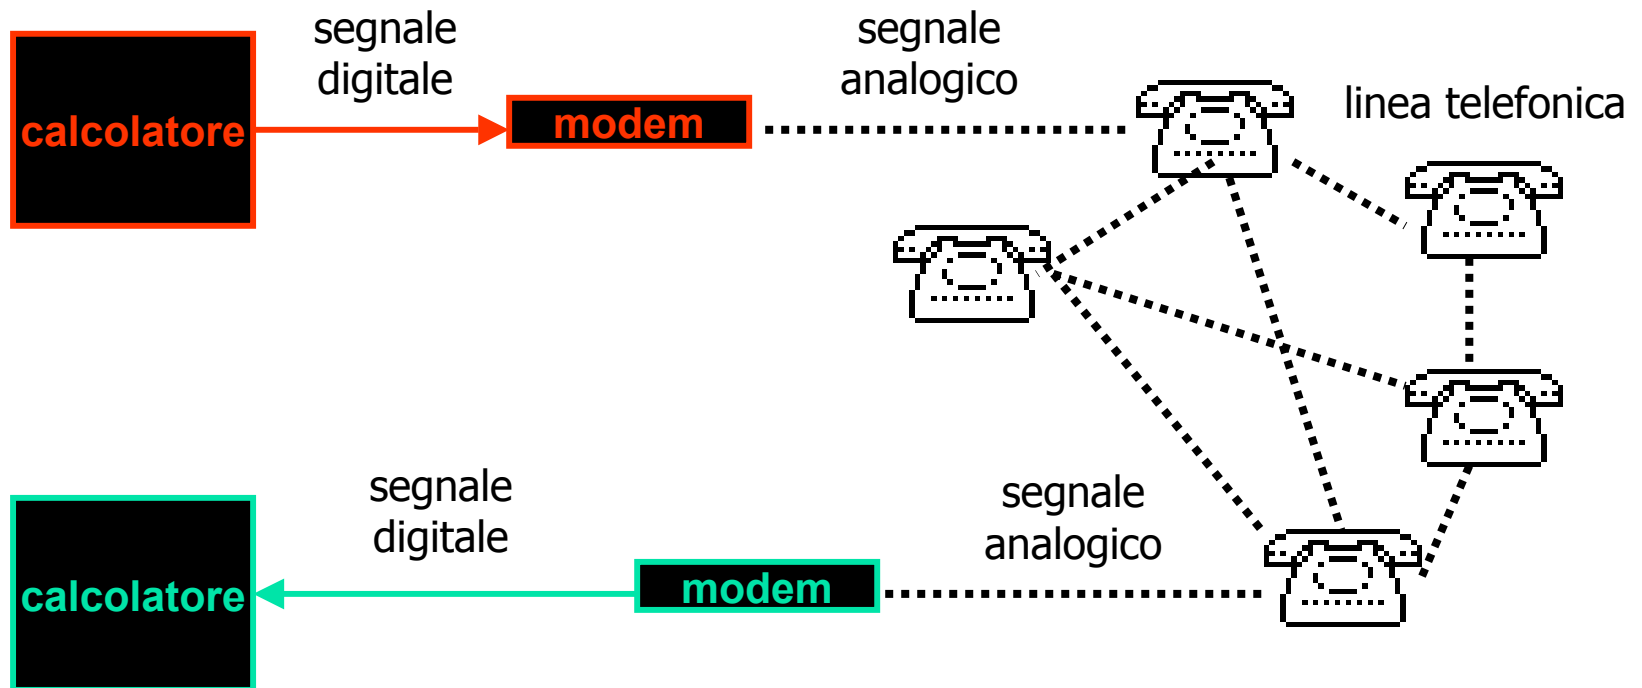 segnale
digitale
segnale
analogico
linea telefonica
calcolatore
modem
segnale
digitale
segnale
analogico
calcolatore
modem